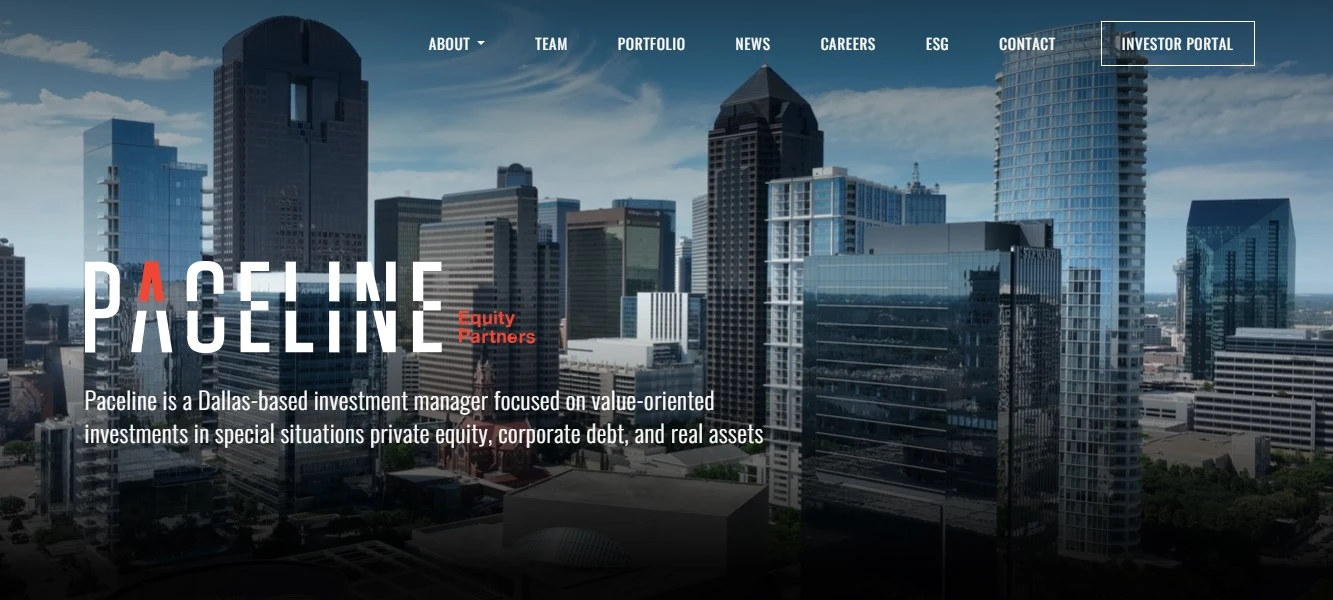 ABOUT TEAM PORTFOLIO NEWS CAREERS ESG CONTACT INVESTOR PORTAL
PACELINE
Equity
Partners
Paceline is a Dallas-based investment manager focused on value-oriented
investments in special situations private equity, corporate debt, and real assets